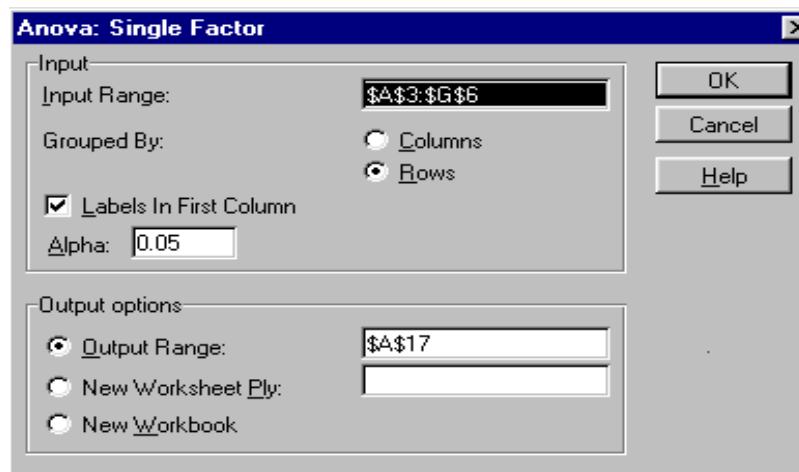 Anova: Single Factor
Input
Input Range:
$A$3:$G$6
Grouped By:
Columns
Rows
Labels In First Column
Alpha:
0.05
OK
Cancel
Help
Output options
Output Range:
$A$17
New Worksheet Ply:
New Workbook